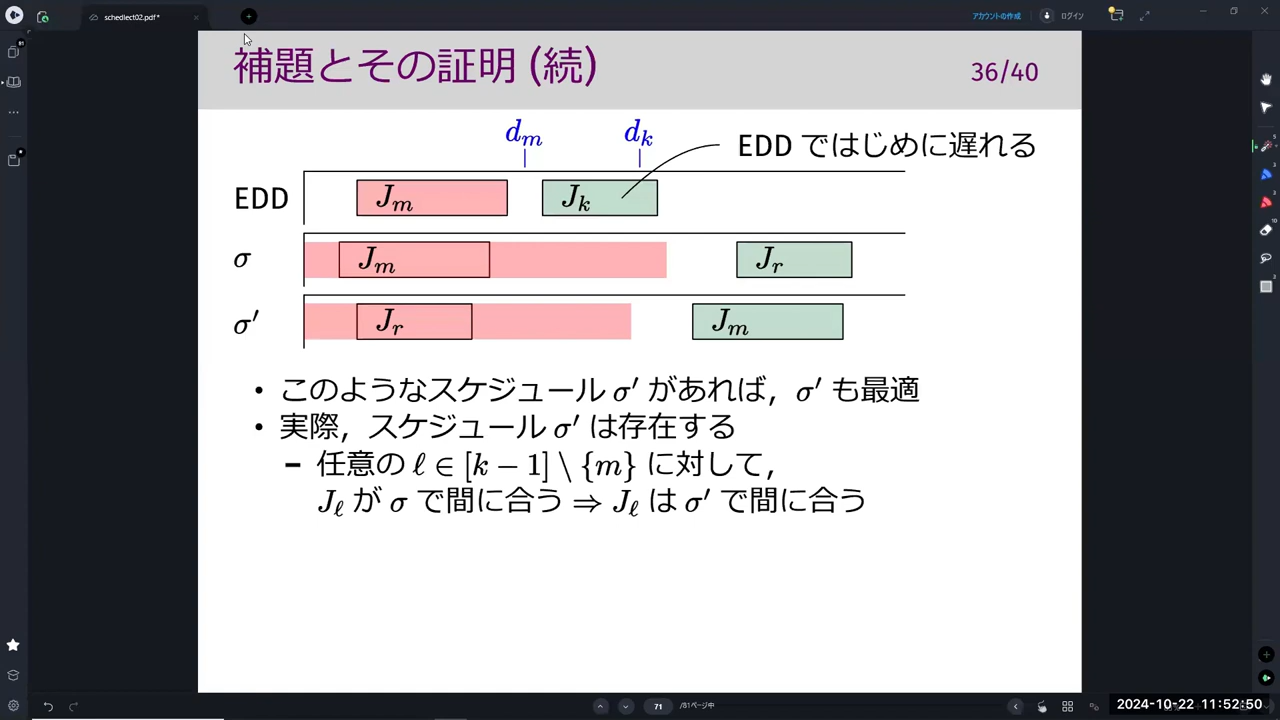 schedlect02.pdf*
アカウントの作成
ログイン
補題とその証明 (続)
36/40
d_m
d_k
EDD ではじめに遅れる
EDD
J_m
J_k
σ
J_m
J_r
σ′
J_r
J_m
• このようなスケジュール σ′ があれば，σ′ も最適
• 実際，スケジュール σ′ は存在する
– 任意の ℓ ∈ [k − 1] \ {m} に対して，
J_ℓ が σ で間に合う ⇒ J_ℓ は σ′ で間に合う
71
/81ページ中
2024-10-22 11:52:50